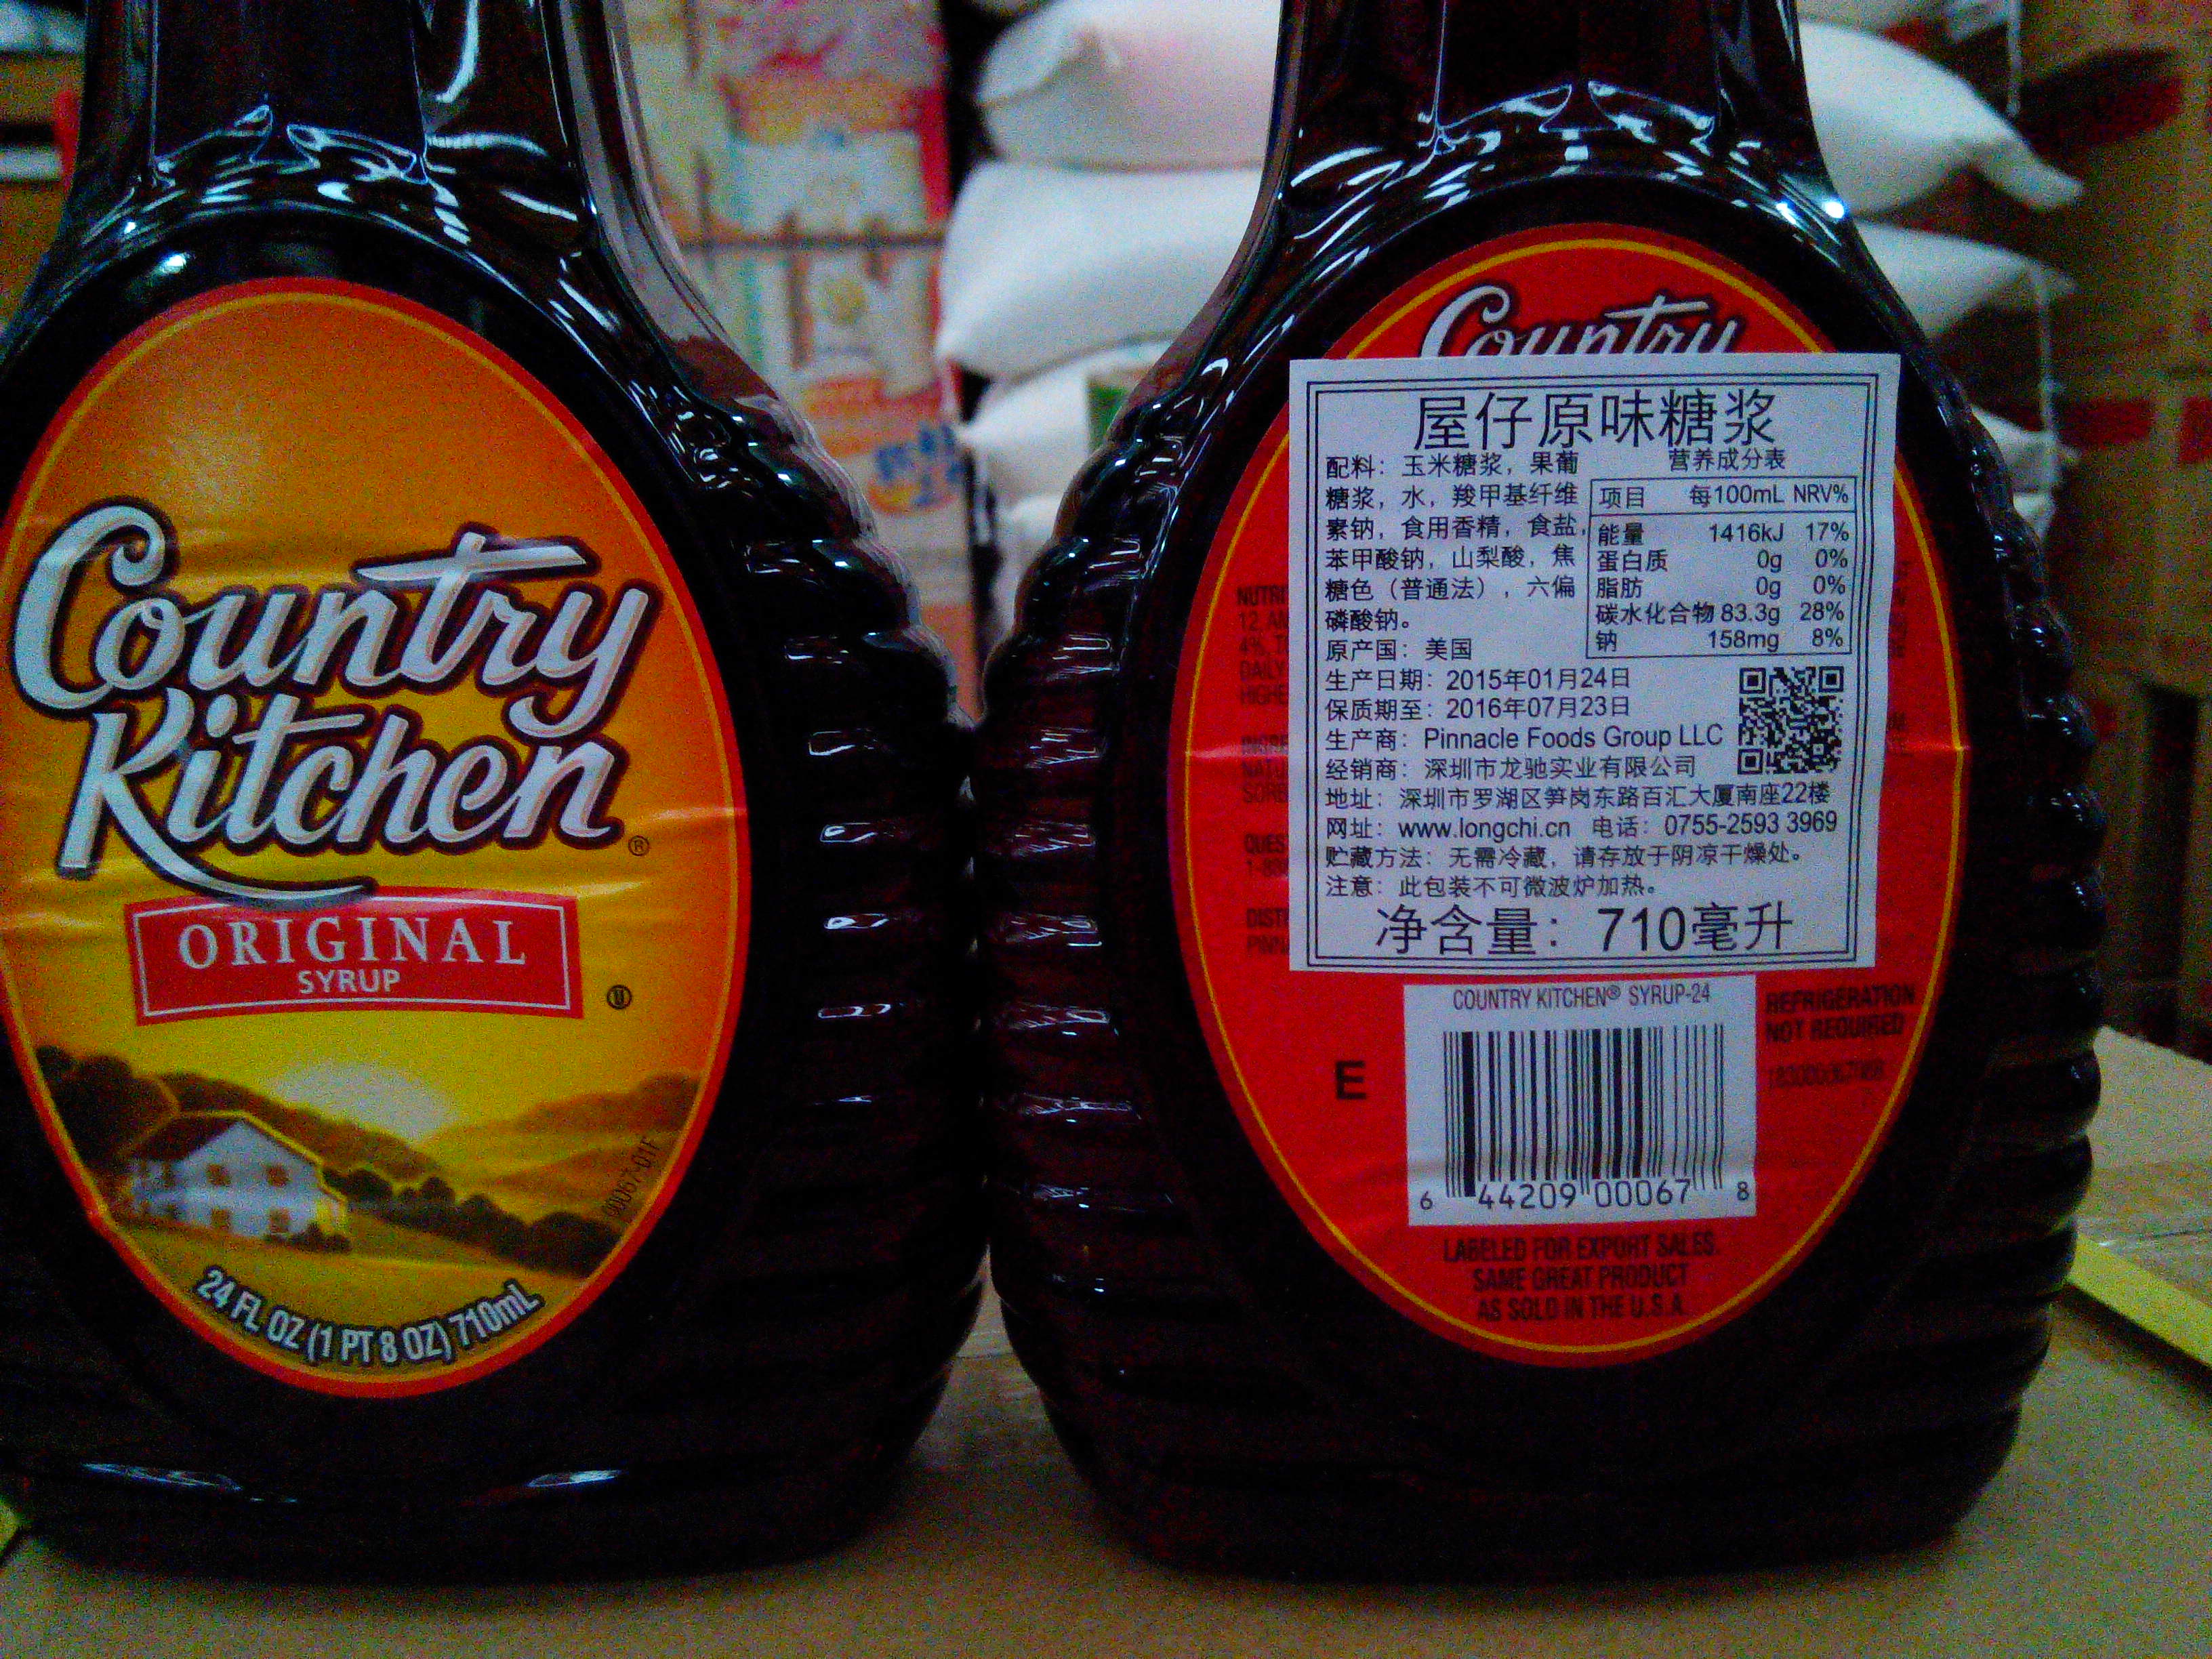 Country
Kitchen®
ORIGINAL
SYRUP
24 FL OZ (1 PT 8 OZ) 710mL
Country
屋仔原味糖浆
配料：玉米糖浆，果葡
糖浆，水，羧甲基纤维
素钠，食用香精，食盐，
苯甲酸钠，山梨酸，焦
糖色（普通法），六偏
磷酸钠。
营养成分表
项目 每100mL NRV%
能量 1416kJ 17%
蛋白质 0g 0%
脂肪 0g 0%
碳水化合物 83.3g 28%
钠 158mg 8%
原产国：美国
生产日期：2015年01月24日
保质期至：2016年07月23日
生产商：Pinnacle Foods Group LLC
经销商：深圳市龙驰实业有限公司
地址：深圳市罗湖区笋岗东路百汇大厦南座22楼
网址：www.longchi.cn 电话：0755-2593 3969
贮藏方法：无需冷藏，请存放于阴凉干燥处。
注意：此包装不可微波炉加热。
净含量：710毫升
COUNTRY KITCHEN® SYRUP-24
REFRIGERATION
NOT REQUIRED
E
6 44209 00067 8
LABELED FOR EXPORT SALES.
SAME GREAT PRODUCT
AS SOLD IN THE U.S.A.